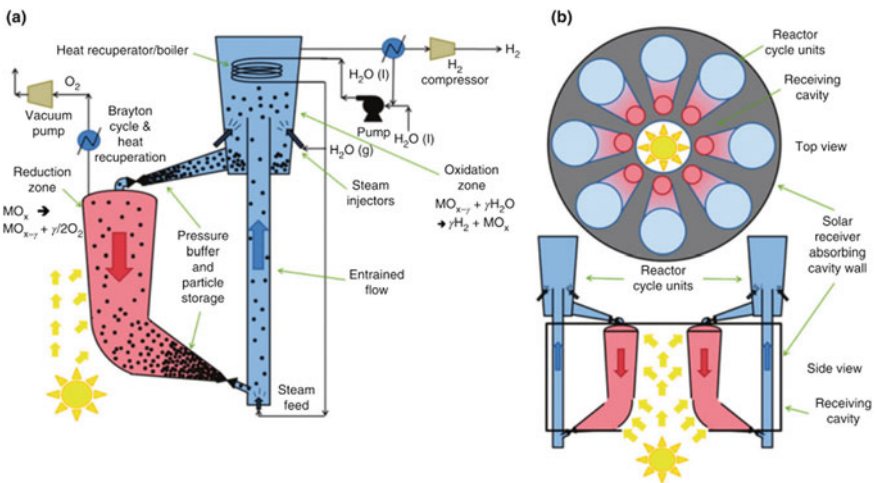 (a)
Heat recuperator/boiler
H2O (l)
H2
H2
compressor
O2
Vacuum
pump
Brayton
cycle &
heat
recuperation
Pump
H2O (l)
H2O (g)
Reduction
zone
MOx ➔
MOx−γ + γ/2O2
Steam
injectors
Oxidation
zone
MOx−γ + γH2O
➔ γH2 + MOx
Pressure
buffer
and
particle
storage
Entrained
flow
Steam
feed
(b)
Reactor
cycle units
Receiving
cavity
Top view
Solar
receiver
absorbing
cavity wall
Reactor
cycle units
Side view
Receiving
cavity